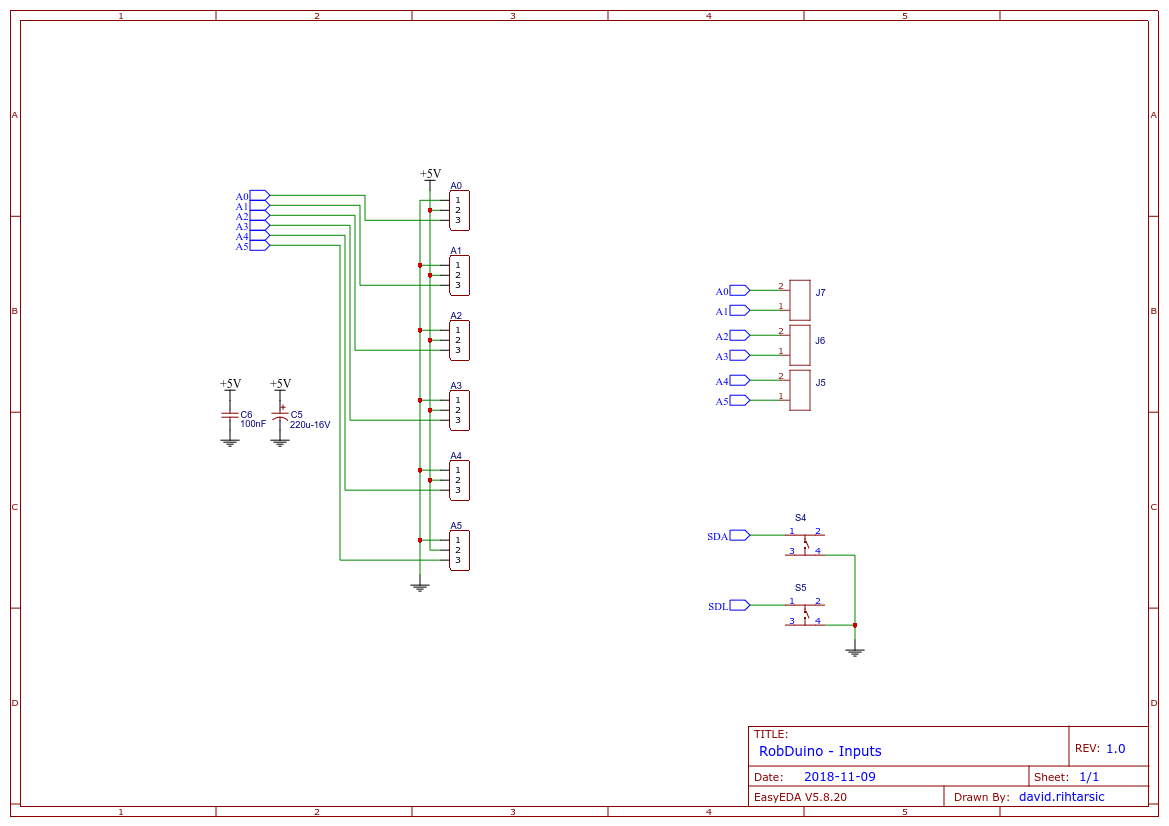 1 2 3 4 5
A A
B B
C C
D D
+5V
A0
A1
A2
A3
A4
A5
A0
1
2
3
A1
1
2
3
A2
1
2
3
A3
1
2
3
A4
1
2
3
A5
1
2
3
+5V +5V
C6
100nF
+
C5
220u-16V
A0 2 J7
A1 1
A2 2 J6
A3 1
A4 2 J5
A5 1
S4
SDA 1 2
3 4
S5
SDL 1 2
3 4
TITLE:
RobDuino - Inputs
REV: 1.0
Date: 2018-11-09 Sheet: 1/1
EasyEDA V5.8.20 Drawn By: david.rihtarsic
1 2 3 4 5